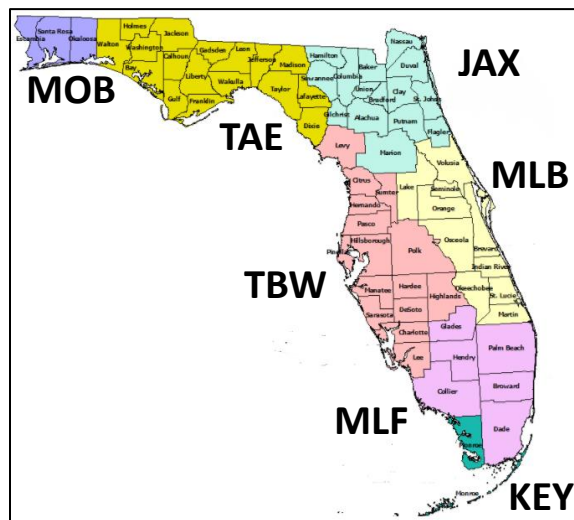 Escambia
Santa Rosa
Okaloosa
Walton
Holmes
Jackson
Washington
Bay
Calhoun
Gulf
Liberty
Gadsden
Franklin
Leon
Wakulla
Jefferson
Madison
Taylor
Lafayette
Dixie
Hamilton
Suwannee
Columbia
Baker
Nassau
Duval
Union
Bradford
Clay
St. Johns
Gilchrist
Alachua
Putnam
Flagler
Levy
Marion
Volusia
Citrus
Sumter
Lake
Seminole
Hernando
Orange
Pasco
Hillsborough
Polk
Osceola
Brevard
Indian River
Manatee
Hardee
Highlands
Okeechobee
St. Lucie
Sarasota
DeSoto
Martin
Charlotte
Glades
Lee
Hendry
Palm Beach
Collier
Broward
Dade
Monroe
Monroe
MOB
TAE
JAX
MLB
TBW
MLF
KEY